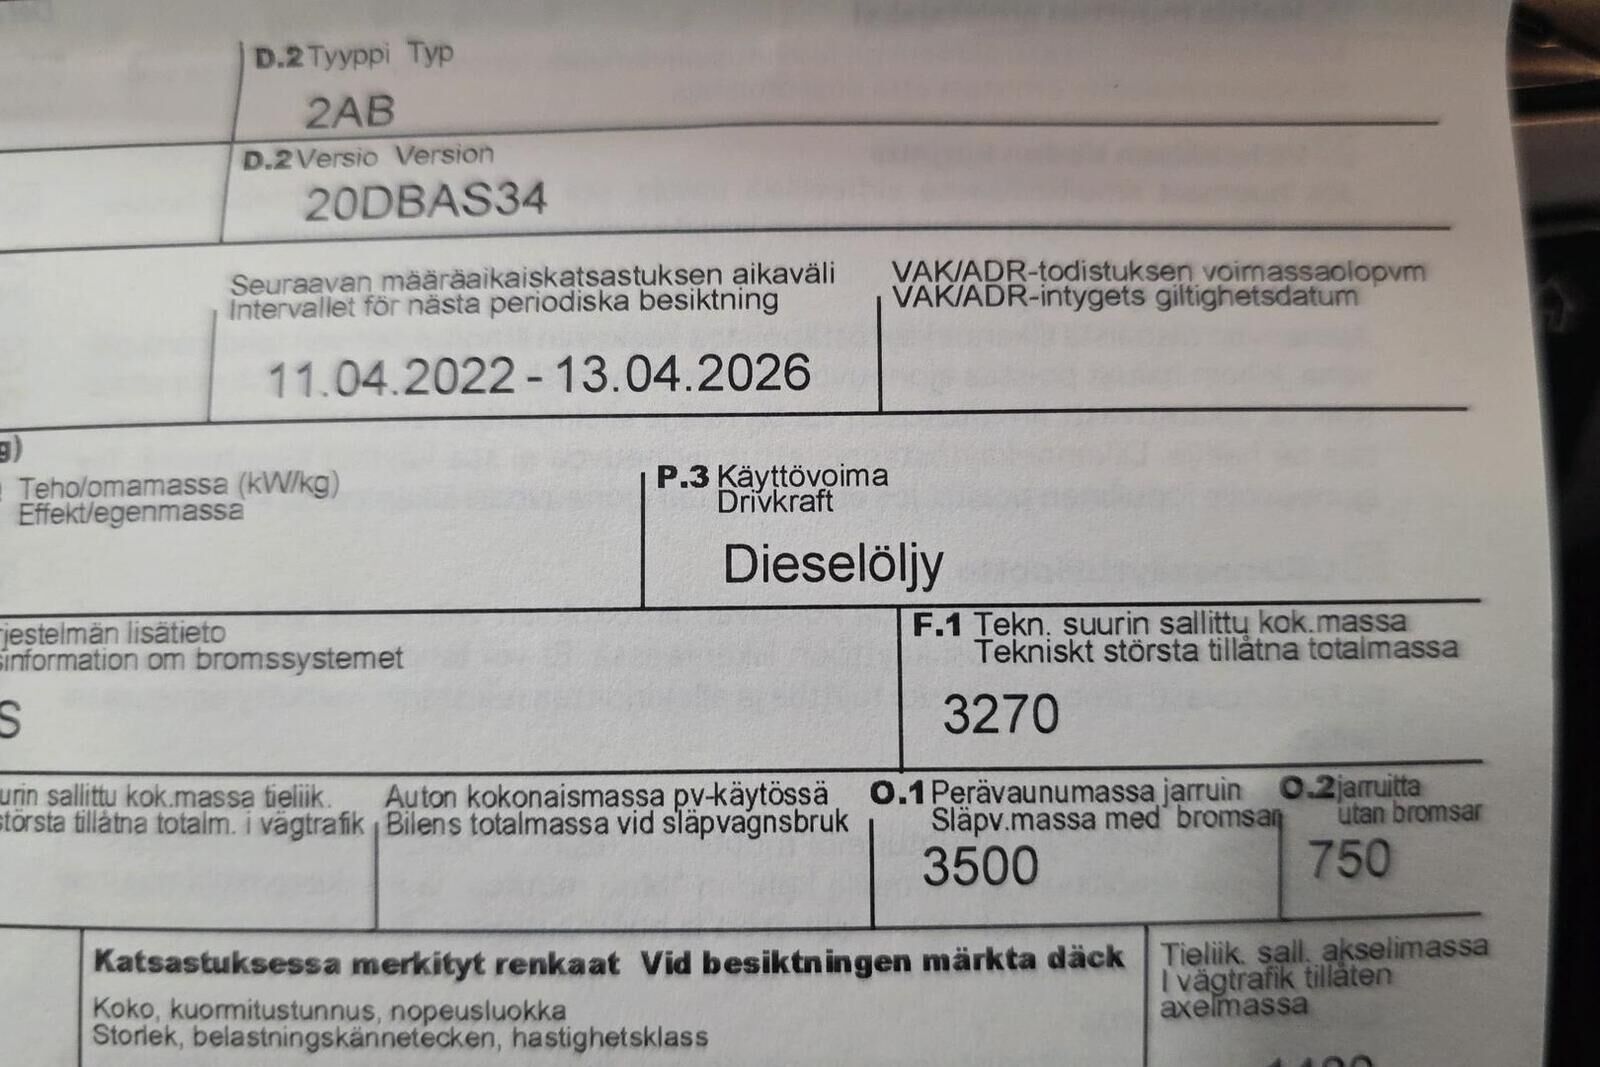 D.2 Tyyppi Typ
2AB
D.2 Versio Version
20DBAS34
Seuraavan määräaikaiskatsastuksen aikaväli
Intervallet för nästa periodiska besiktning
11.04.2022 - 13.04.2026
VAK/ADR-todistuksen voimassaolopvm
VAK/ADR-intygets giltighetsdatum
g)
Teho/omamassa (kW/kg)
Effekt/egenmassa
P.3 Käyttövoima
Drivkraft
Dieselöljy
jestelmän lisätieto
information om bromssystemet
S
F.1 Tekn. suurin sallittu kok.massa
Tekniskt största tillåtna totalmassa
3270
urin sallittu kok.massa tieliik.
törsta tillåtna totalm. i vägtrafik
Auton kokonaismassa pv-käytössä
Bilens totalmassa vid släpvagnsbruk
O.1 Perävaunumassa jarruin
Släpv.massa med bromsar
3500
O.2 jarruitta
utan bromsar
750
Katsastuksessa merkityt renkaat Vid besiktningen märkta däck
Koko, kuormitustunnus, nopeusluokka
Storlek, belastningskännetecken, hastighetsklass
Tieliik. sall. akselimassa
I vägtrafik tillåten
axelmassa